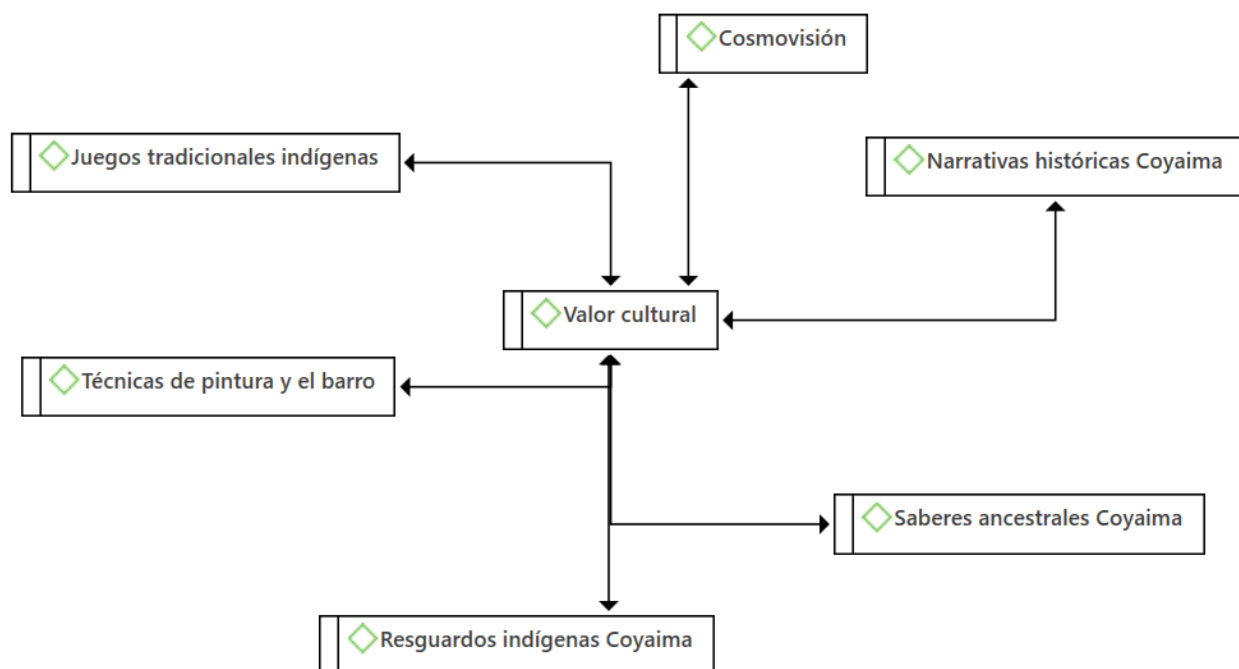 Cosmovisión
Juegos tradicionales indígenas
Narrativas históricas Coyaima
Valor cultural
Técnicas de pintura y el barro
Saberes ancestrales Coyaima
Resguardos indígenas Coyaima